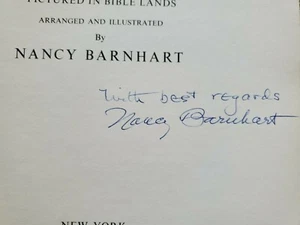 PICTURED IN BIBLE LANDS
ARRANGED AND ILLUSTRATED
By
NANCY BARNHART
With best regards
Nancy Barnhart
NEW YORK